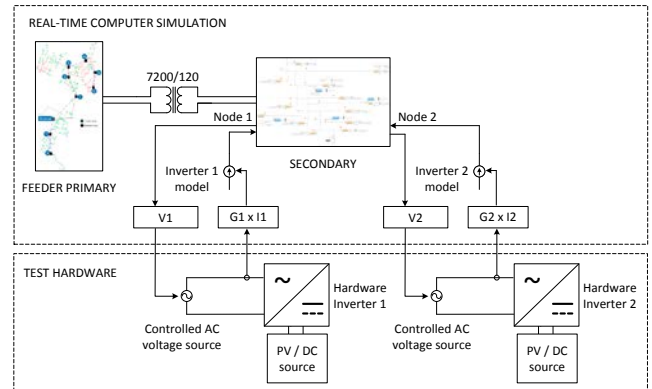 REAL-TIME COMPUTER SIMULATION
7200/120
Node 1
Node 2
Inverter 1
model
SECONDARY
Inverter 2
model
FEEDER PRIMARY
V1
G1 x I1
V2
G2 x I2
TEST HARDWARE
~
Hardware
Inverter 1
~
Hardware
Inverter 2
Controlled AC
voltage source
Controlled AC
voltage source
PV / DC
source
PV / DC
source